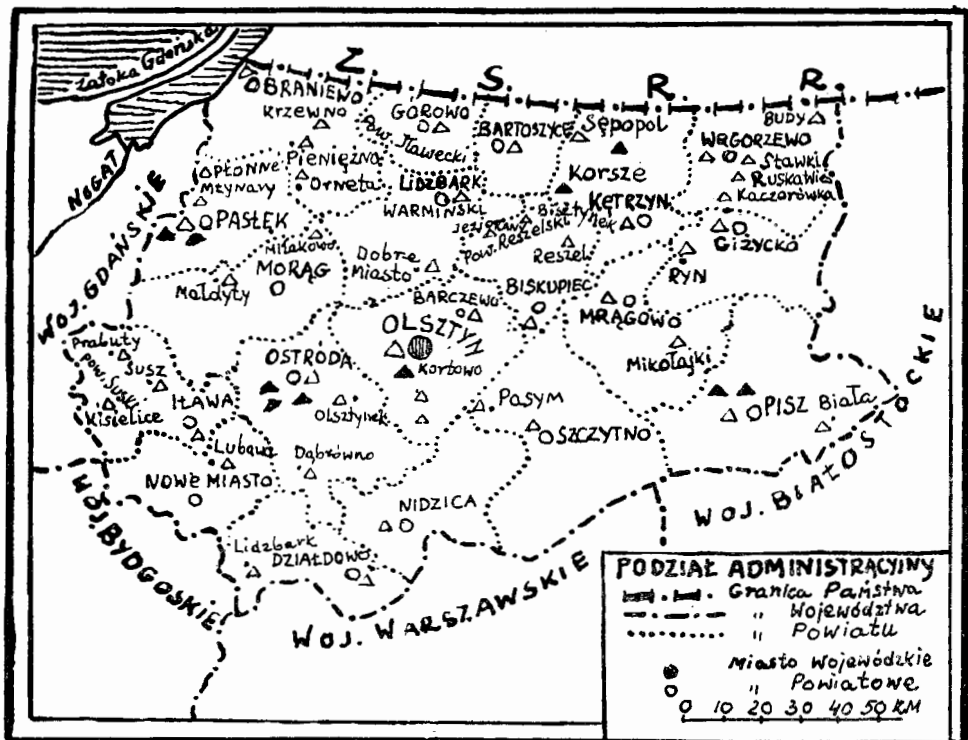 Zatoka Gdeńska
Z. S. R. R.
BRANIEWO
Krzewno
GÓROWO
Pow. Iławecki
BARTOSZYCE
Sępopol
BUDY
NOGAT
Pieniężno
WĘGORZEWO
Stawki
PŁONNE
Młynary
Orneta
LIDZBARK
WARMIŃSKI
Korsze
KĘTRZYN
Ruskawieś
Kaczorówka
PASŁĘK
JEZIORANY
Bisztynek
Pow. Reszelski
GIŻYCKO
Miłakowo
Dobre
Miasto
Reszel
RYN
WOJ. GDAŃSKIE
MORĄG
Małdyty
BARCZEWO
BISKUPIEC
MRĄGOWO
OLSZTYN
Prabuty
SUSZ
pow. Suski
OSTRÓDA
Kortowo
Mikołajki
Kisielice
IŁAWA
Olsztynek
Pasym
PISZ
Biała
SZCZYTNO
Lubawa
Dąbrówno
NOWE MIASTO
NIDZICA
WOJ. BIAŁOSTOCKIE
WOJ. BYDGOSKIE
Lidzbark
DZIAŁDOWO
WOJ. WARSZAWSKIE
PODZIAŁ ADMINISTRĄCYJNY
Granica Państwa
" Województwa
" Powiatu
Miasto Wojewódzkie
" Powiatowe
0 10 20 30 40 50 KM